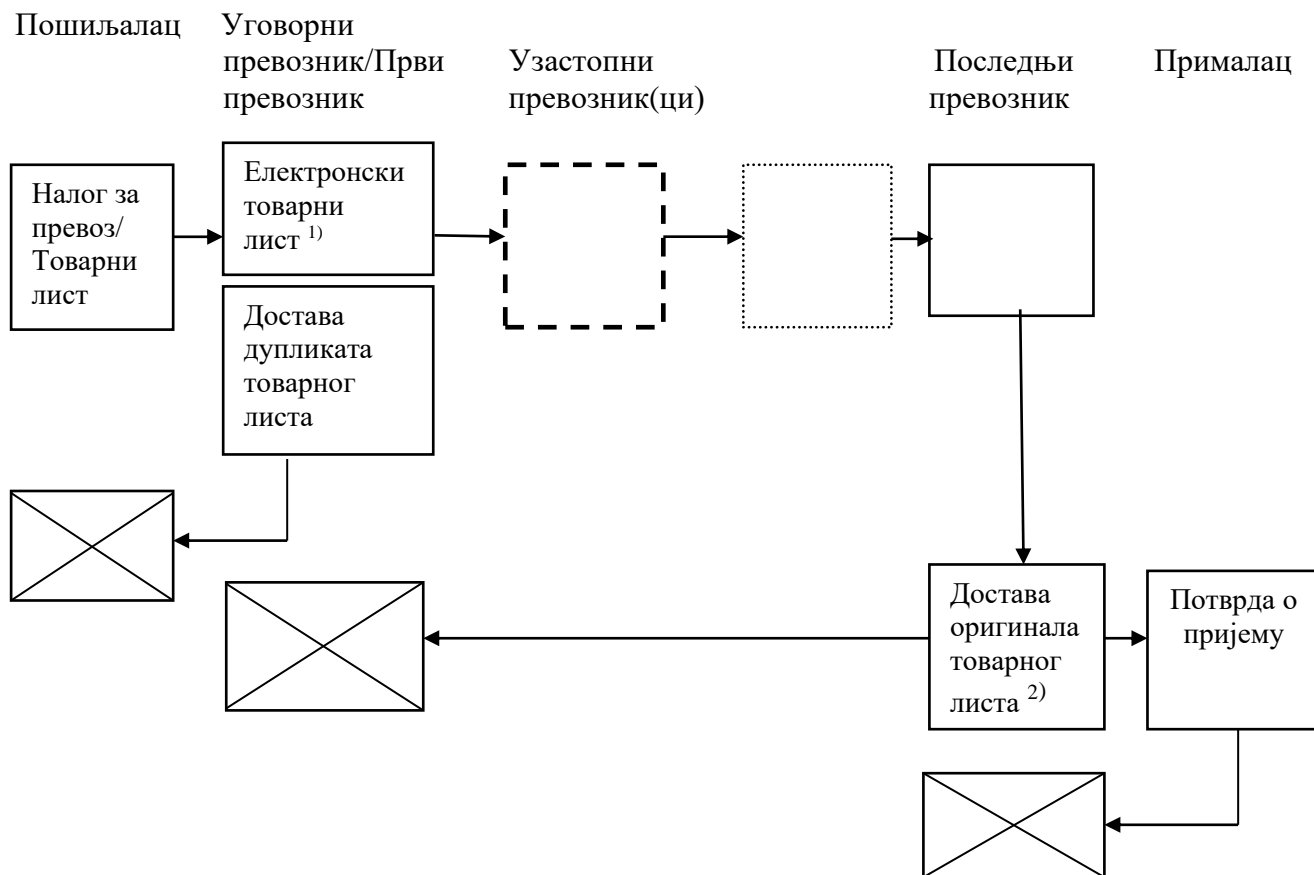 Пошиљалац
Уговорни
превозник/Први
превозник
Узастопни
превозник(ци)
Последњи
превозник
Прималац
Налог за
превоз/
Товарни
лист
Електронски
товарни
лист 1)
Достава
дупликата
товарног
листа
Достава
оригинала
товарног
листа 2)
Потврда о
пријему